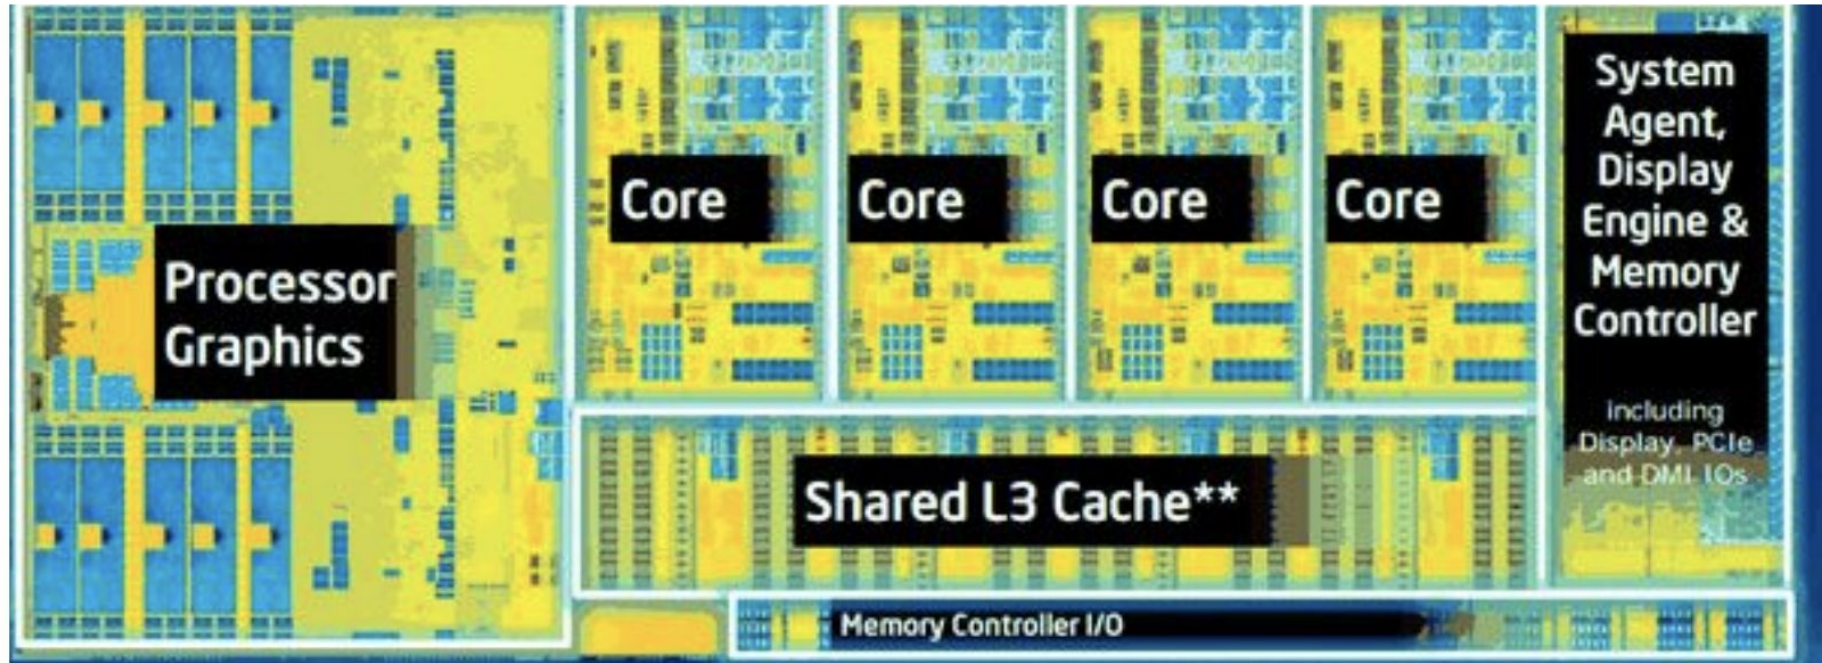 Processor
Graphics
Core
Core
Core
Core
System
Agent,
Display
Engine &
Memory
Controller
including
Display, PCIe
and DMI IOs
Shared L3 Cache**
Memory Controller I/O